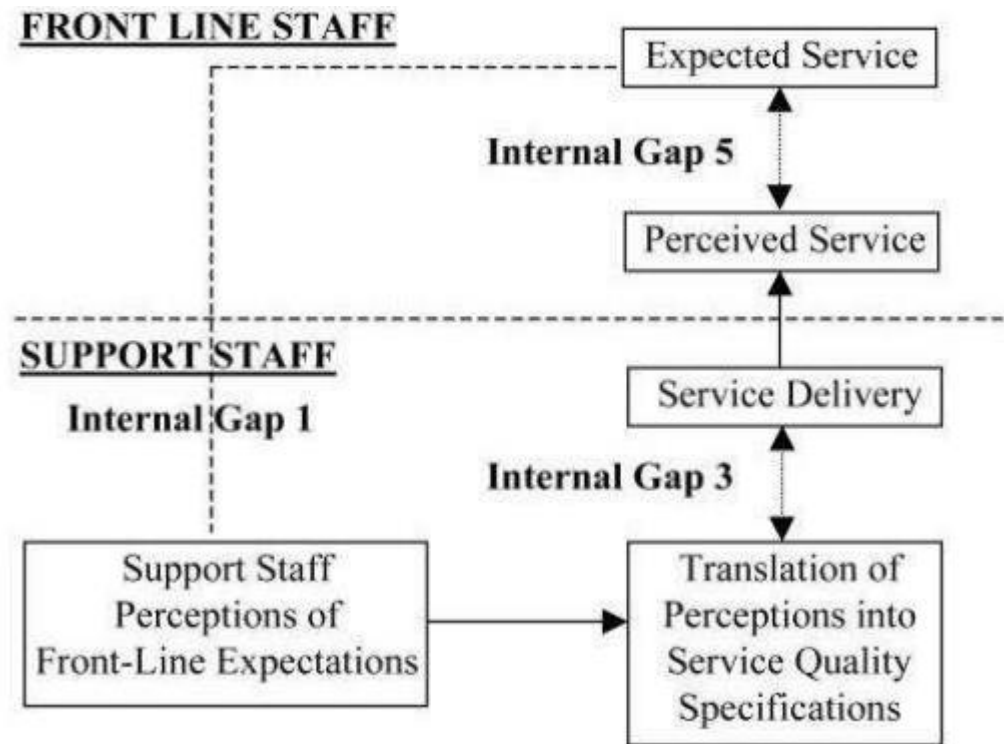 FRONT LINE STAFF
Expected Service
Internal Gap 5
Perceived Service
SUPPORT STAFF
Internal Gap 1
Service Delivery
Internal Gap 3
Support Staff
Perceptions of
Front-Line Expectations
Translation of
Perceptions into
Service Quality
Specifications